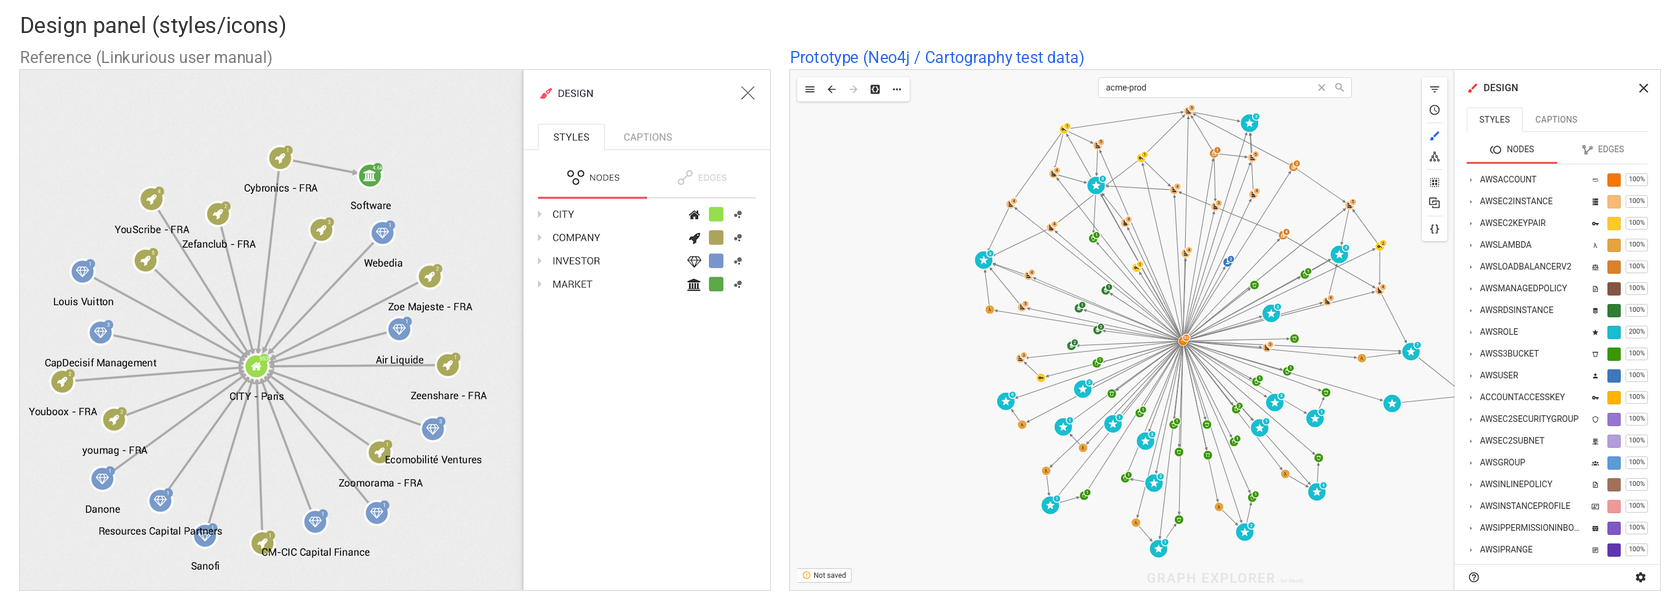 Design panel (styles/icons)
Reference (Linkurious user manual)
Cybronics - FRA
Software
YouScribe - FRA
Zefanclub - FRA
Webedia
Louis Vuitton
Zoe Majeste - FRA
CapDecisif Management
Air Liquide
CITY - Paris
Zeenshare - FRA
Youboox - FRA
youmag - FRA
Ecomobilité Ventures
Zoomorama - FRA
Danone
Resources Capital Partners
CM-CIC Capital Finance
Sanofi
DESIGN
STYLES CAPTIONS
NODES EDGES
CITY
COMPANY
INVESTOR
MARKET
Prototype (Neo4j / Cartography test data)
acme-prod
Not saved
GRAPH EXPLORER
DESIGN
STYLES CAPTIONS
NODES EDGES
AWSACCOUNT 100%
AWSEC2INSTANCE 100%
AWSEC2KEYPAIR 100%
AWSLAMBDA 100%
AWSLOADBALANCERV2 100%
AWSMANAGEDPOLICY 100%
AWSRDSINSTANCE 100%
AWSROLE 200%
AWSS3BUCKET 100%
AWSUSER 100%
ACCOUNTACCESSKEY 100%
AWSEC2SECURITYGROUP 100%
AWSEC2SUBNET 100%
AWSGROUP 100%
AWSINLINEPOLICY 100%
AWSINSTANCEPROFILE 100%
AWSIPPERMISSIONINBO... 100%
AWSIPRANGE 100%